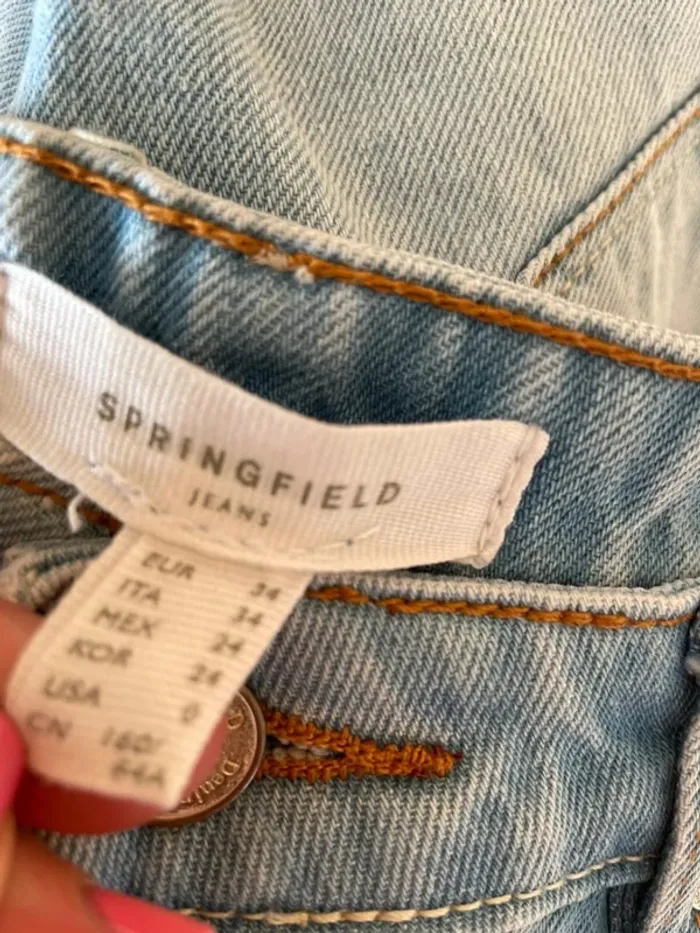 SPRINGFIELD
JEANS
EUR 34
ITA 34
MEX 24
KOR 24
USA 0
CN 160/
64A